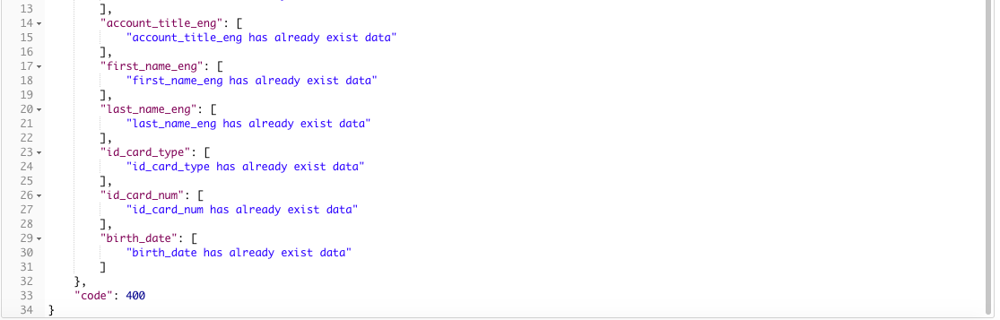 13 ],
14 "account_title_eng": [
15 "account_title_eng has already exist data"
16 ],
17 "first_name_eng": [
18 "first_name_eng has already exist data"
19 ],
20 "last_name_eng": [
21 "last_name_eng has already exist data"
22 ],
23 "id_card_type": [
24 "id_card_type has already exist data"
25 ],
26 "id_card_num": [
27 "id_card_num has already exist data"
28 ],
29 "birth_date": [
30 "birth_date has already exist data"
31 ]
32 },
33 "code": 400
34 }